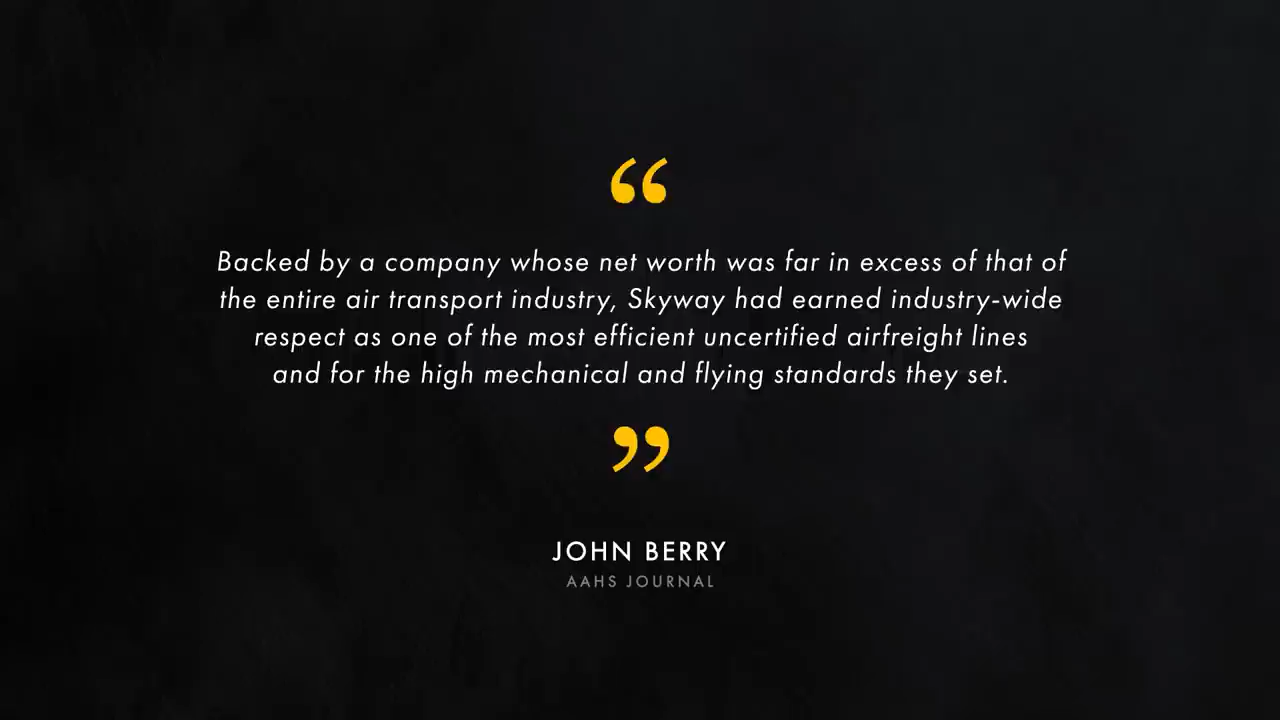 “
Backed by a company whose net worth was far in excess of that of
the entire air transport industry, Skyway had earned industry-wide
respect as one of the most efficient uncertified airfreight lines
and for the high mechanical and flying standards they set.
”
JOHN BERRY
AAHS JOURNAL